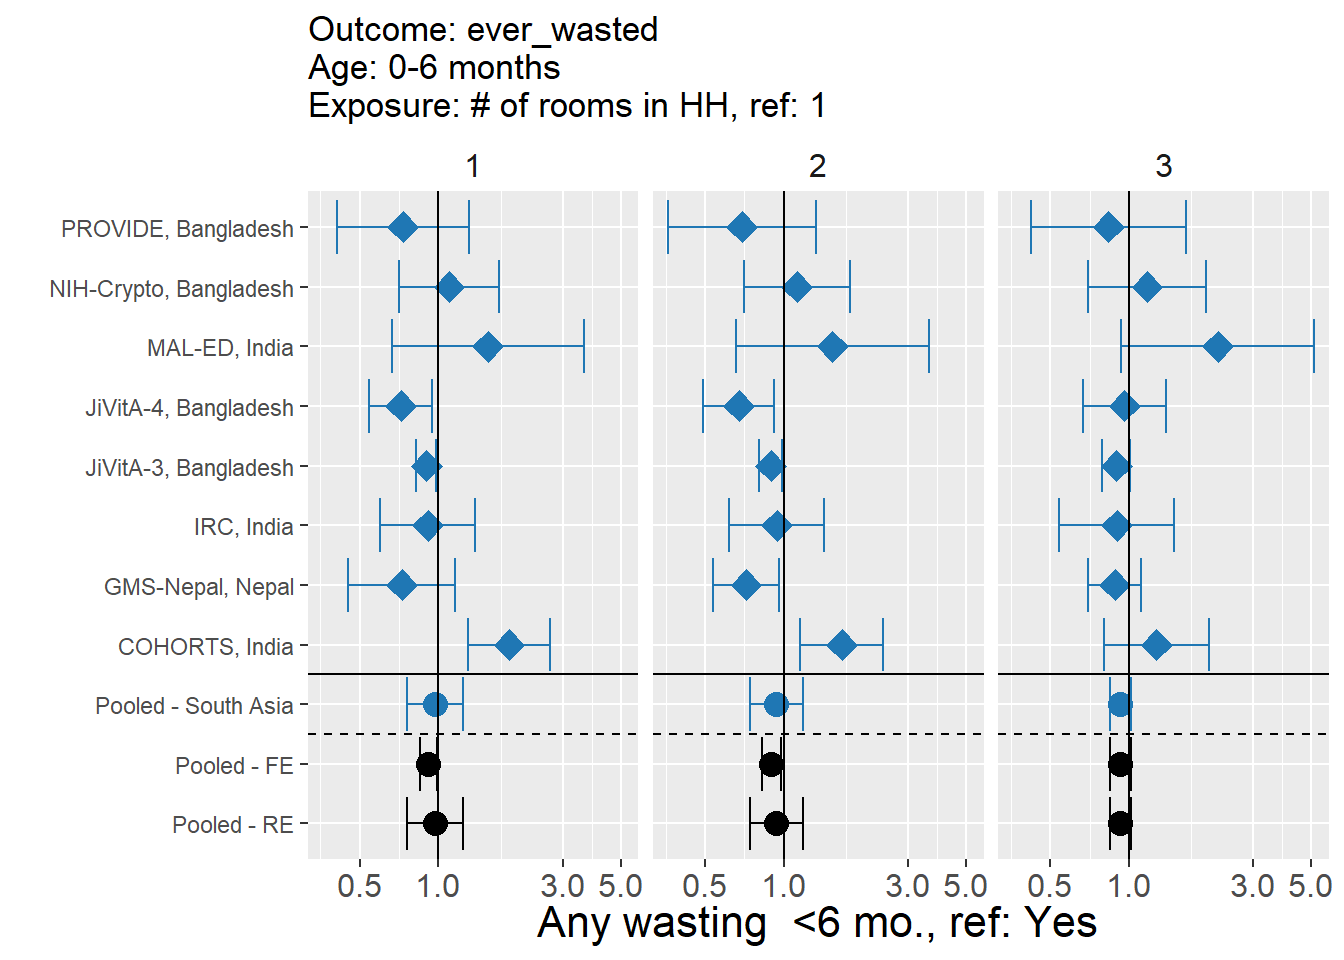 Outcome: ever_wasted
Age: 0-6 months
Exposure: # of rooms in HH, ref: 1
1 2 3
PROVIDE, Bangladesh
NIH-Crypto, Bangladesh
MAL-ED, India
JiVitA-4, Bangladesh
JiVitA-3, Bangladesh
IRC, India
GMS-Nepal, Nepal
COHORTS, India
Pooled - South Asia
Pooled - FE
Pooled - RE
0.5 1.0 3.0 5.0 0.5 1.0 3.0 5.0 0.5 1.0 3.0 5.0
Any wasting  <6 mo., ref: Yes